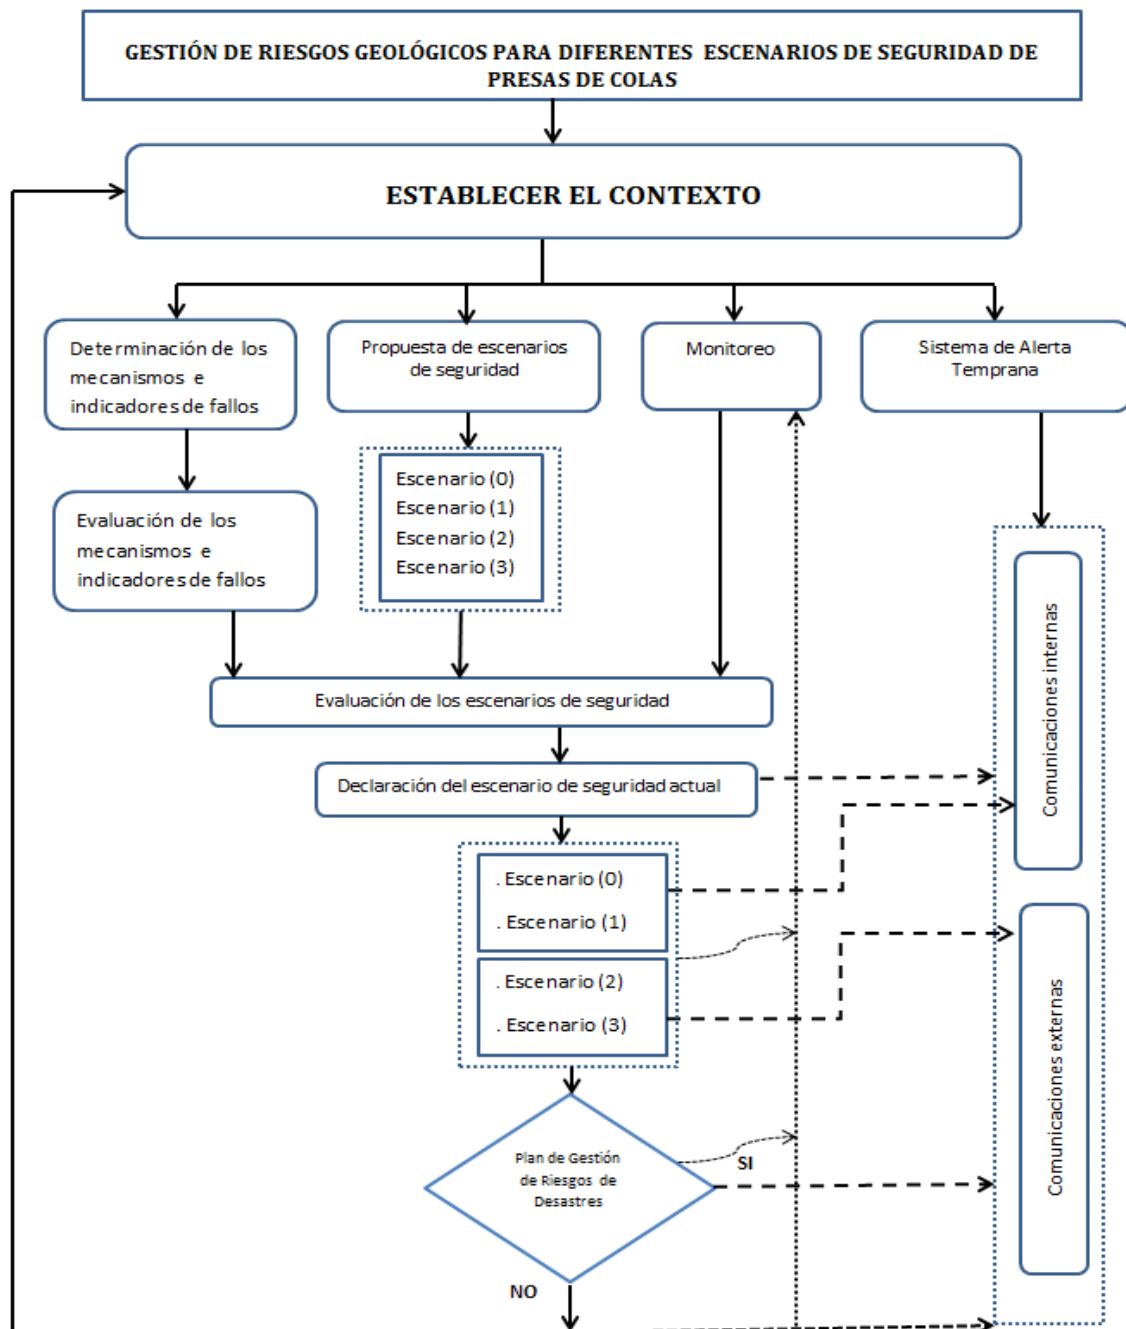 GESTIÓN DE RIESGOS GEOLÓGICOS PARA DIFERENTES ESCENARIOS DE SEGURIDAD DE
PRESAS DE COLAS
ESTABLECER EL CONTEXTO
Determinación de los
mecanismos e
indicadores de fallos
Propuesta de escenarios
de seguridad
Monitoreo
Sistema de Alerta
Temprana
Escenario (0)
Escenario (1)
Escenario (2)
Escenario (3)
Evaluación de los
mecanismos e
indicadores de fallos
Evaluación de los escenarios de seguridad
Declaración del escenario de seguridad actual
Comunicaciones internas
. Escenario (0)
. Escenario (1)
. Escenario (2)
. Escenario (3)
Comunicaciones externas
Plan de Gestión
de Riesgos de
Desastres
SI
NO